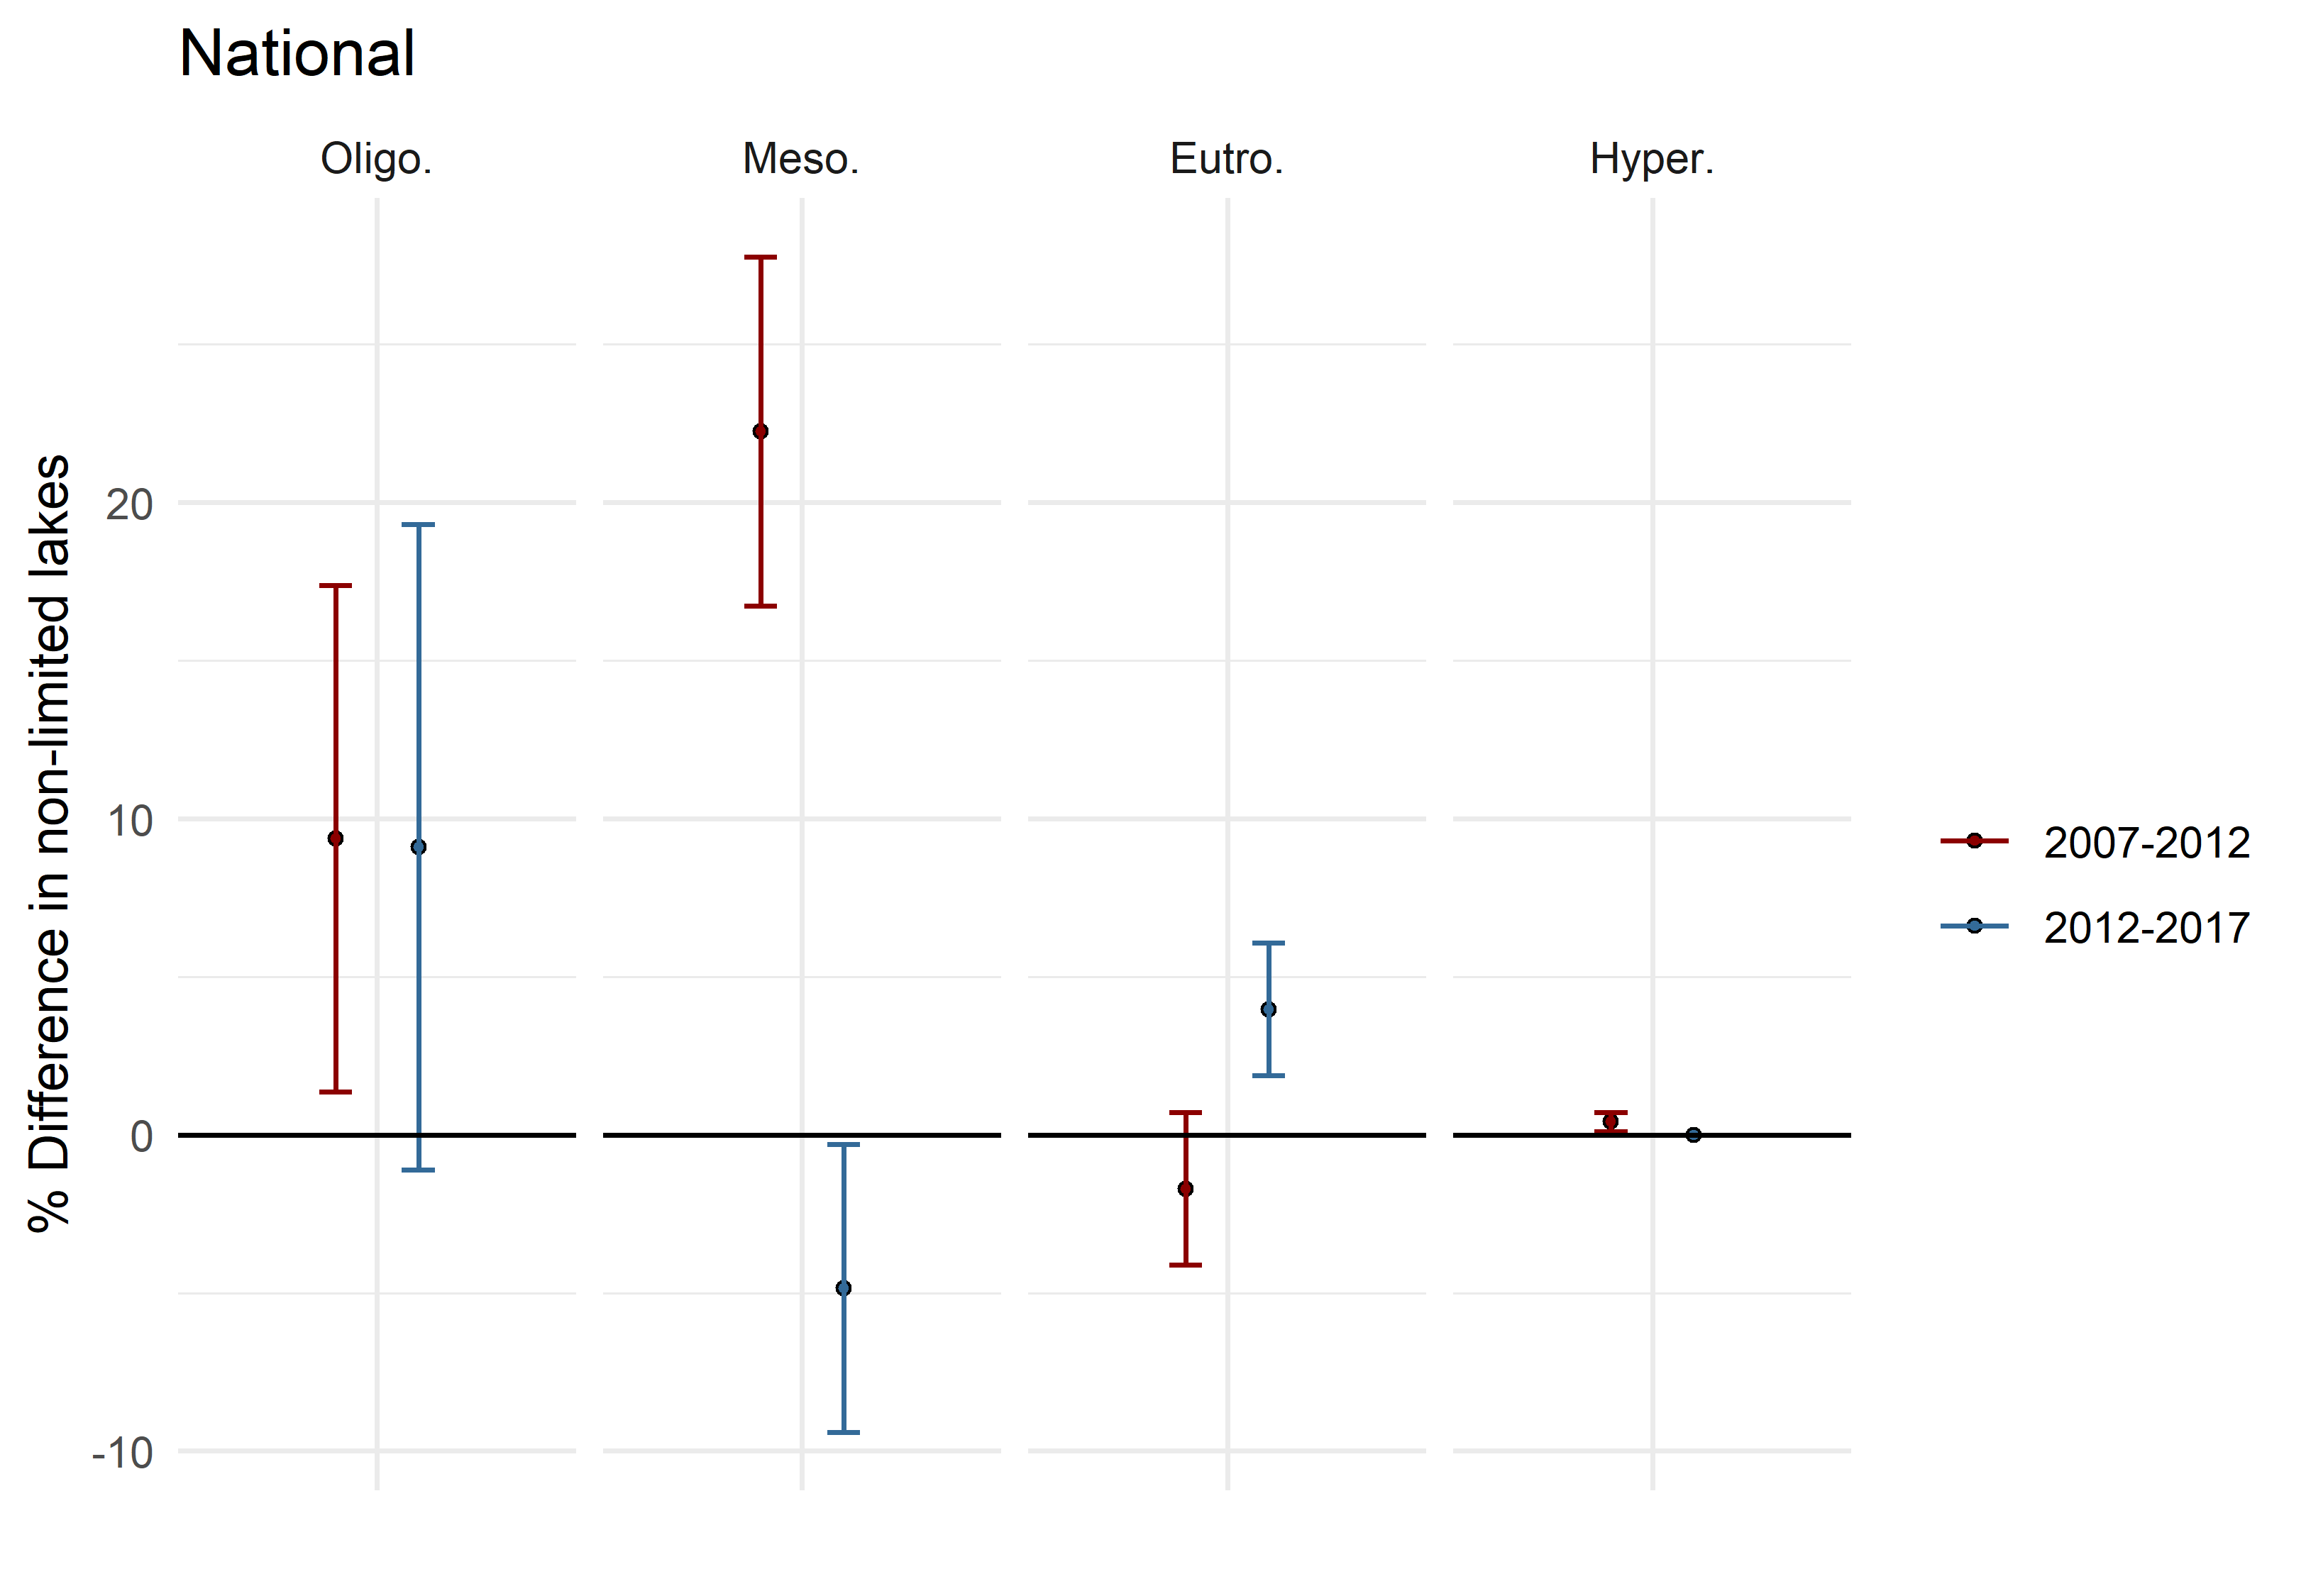 National
Oligo.
Meso.
Eutro.
Hyper.
% Difference in non-limited lakes
20
10
0
-10
2007-2012
2012-2017